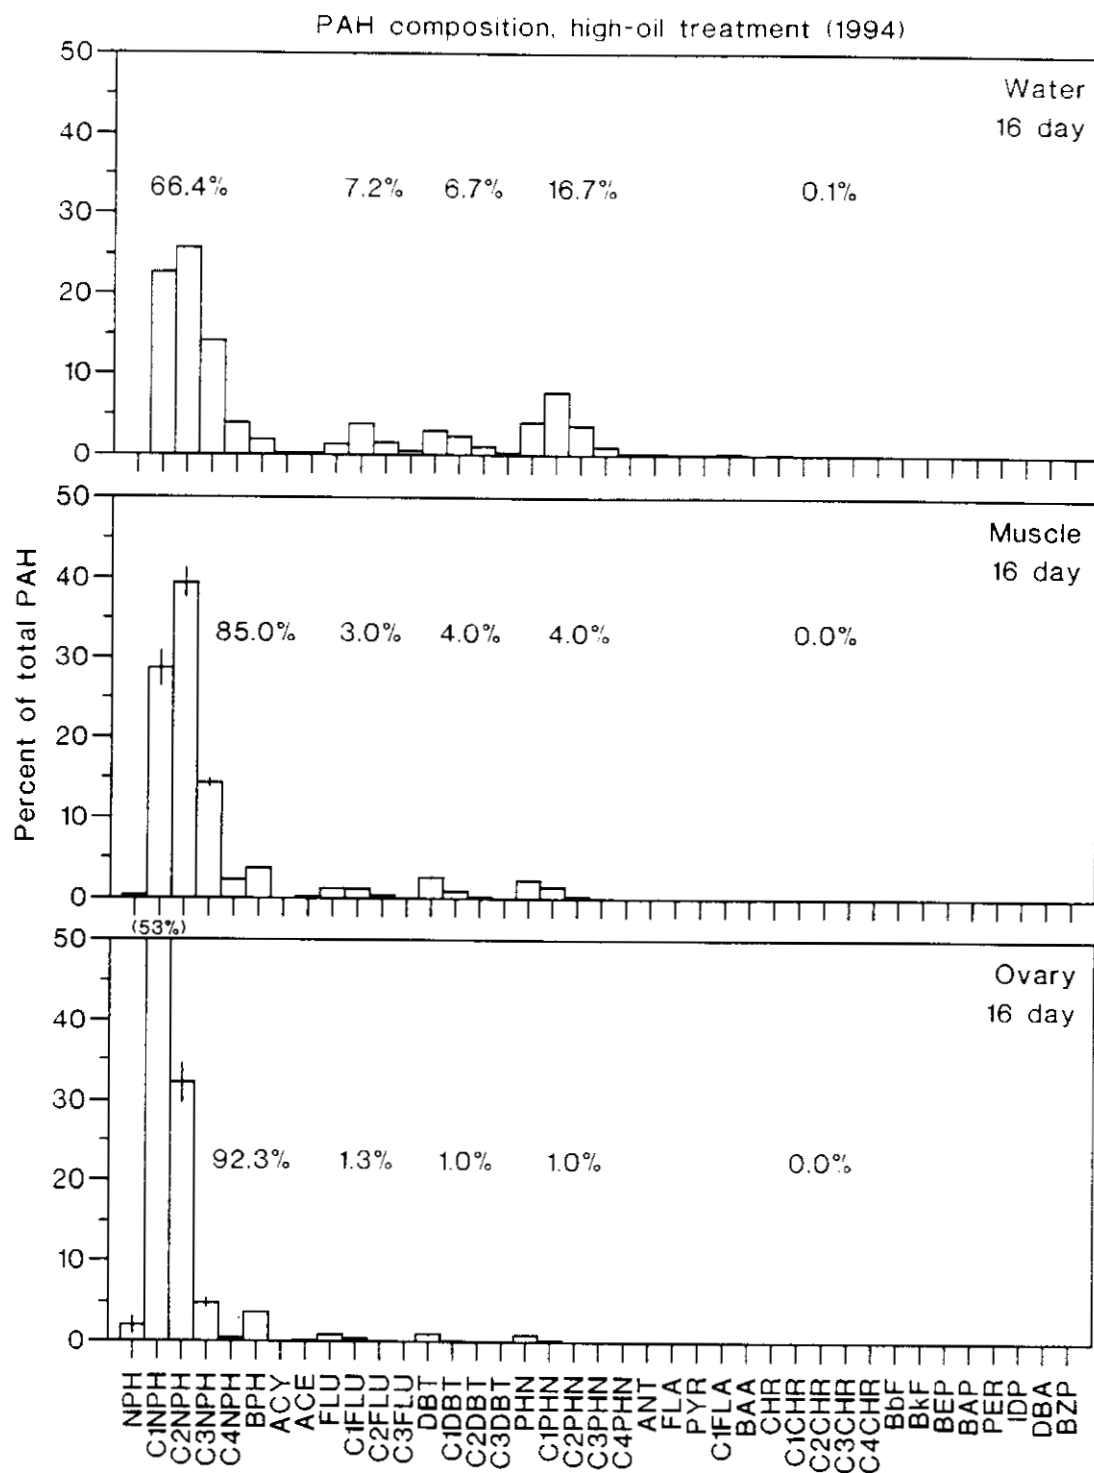 PAH composition, high-oil treatment (1994)
50
40
30
20
10
0
Water
16 day
66.4% 7.2% 6.7% 16.7% 0.1%
Percent of total PAH
50
40
30
20
10
0
Muscle
16 day
85.0% 3.0% 4.0% 4.0% 0.0%
(53%)
50
40
30
20
10
0
Ovary
16 day
92.3% 1.3% 1.0% 1.0% 0.0%
NPH
C1NPH
C2NPH
C3NPH
C4NPH
BPH
ACY
ACE
FLU
C1FLU
C2FLU
C3FLU
DBT
C1DBT
C2DBT
C3DBT
PHN
C1PHN
C2PHN
C3PHN
C4PHN
ANT
FLA
PYR
C1FLA
BAA
CHR
C1CHR
C2CHR
C3CHR
C4CHR
BbF
BkF
BEP
BAP
PER
IDP
DBA
BZP